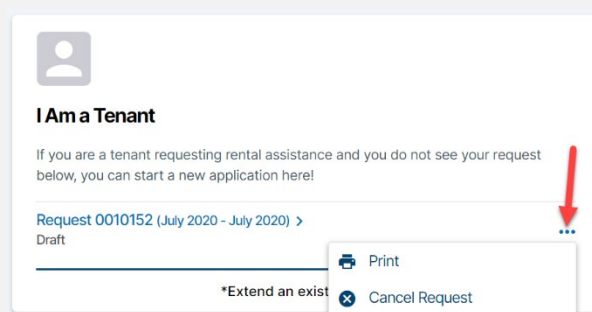 I Am a Tenant
If you are a tenant requesting rental assistance and you do not see your request
below, you can start a new application here!
Request 0010152 (July 2020 - July 2020) >
Draft
Print
*Extend an exist
Cancel Request